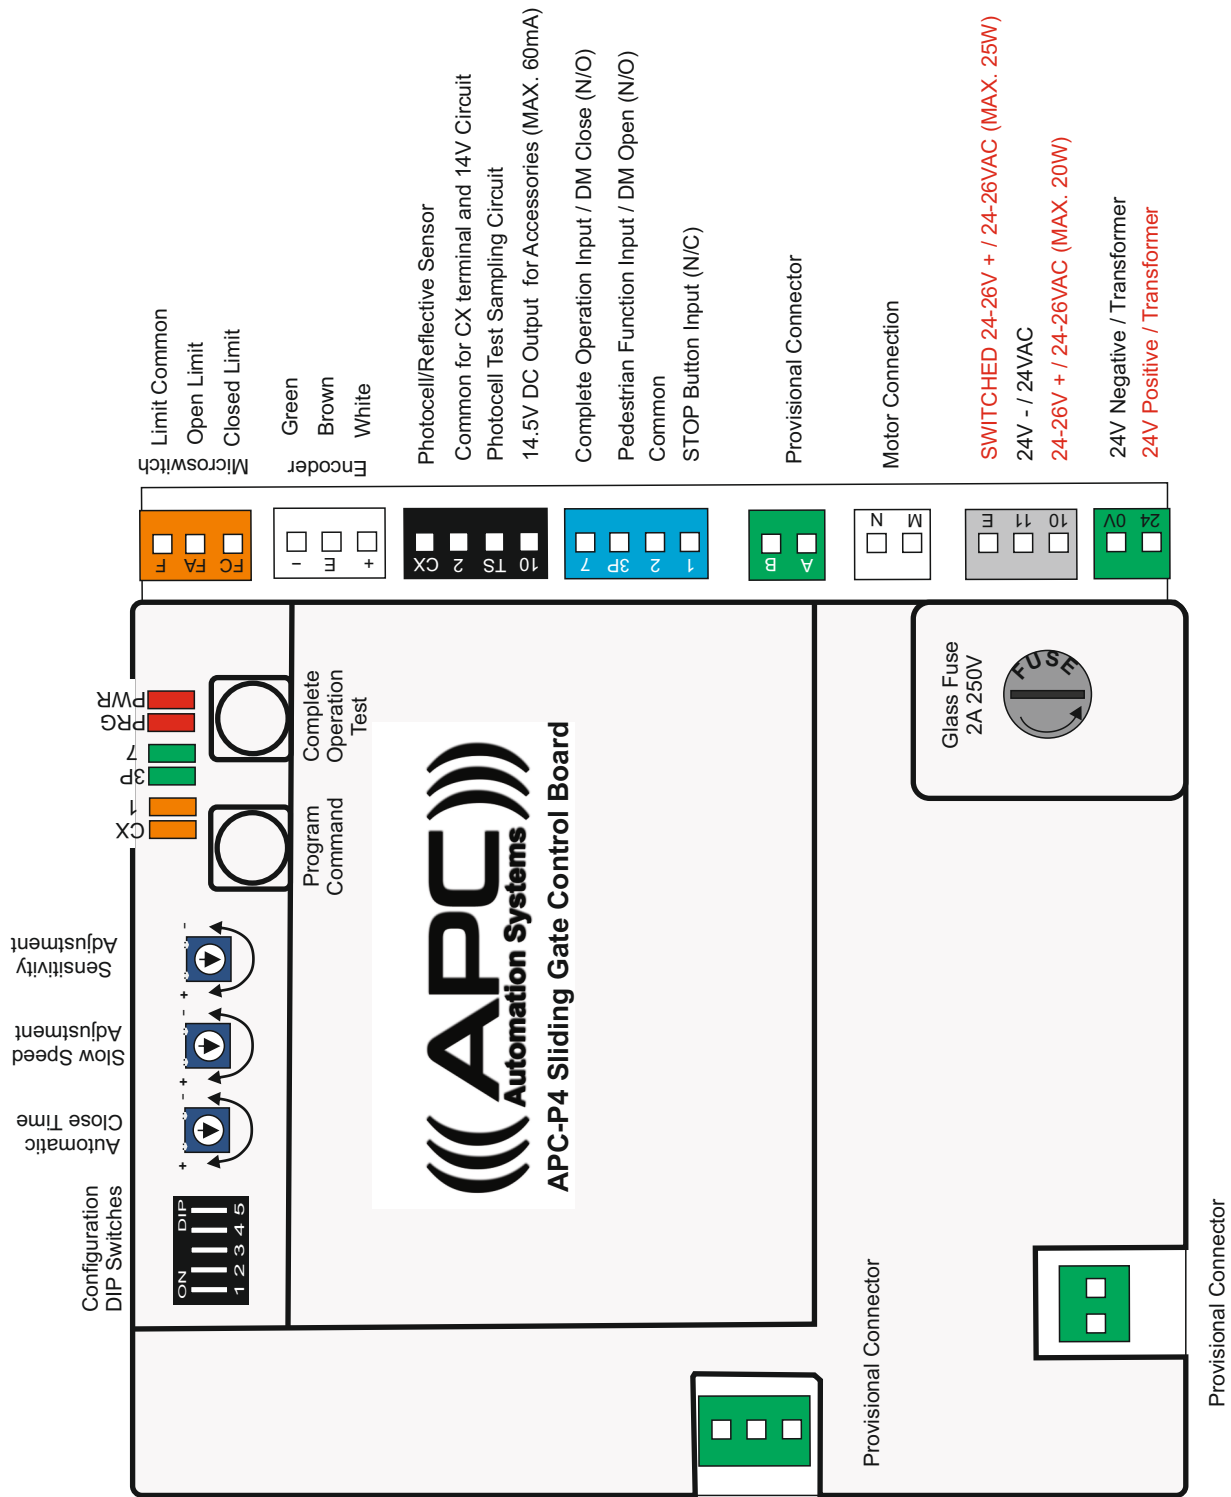 Limit Common
Open Limit
Closed Limit
Microswitch
Green
Brown
White
Encoder
Photocell/Reflective Sensor
Common for CX terminal and 14V Circuit
Photocell Test Sampling Circuit
14.5V DC Output for Accessories (MAX. 60mA)
Complete Operation Input / DM Close (N/O)
Pedestrian Function Input / DM Open (N/O)
Common
STOP Button Input (N/C)
Provisional Connector
Motor Connection
SWITCHED 24-26V + / 24-26VAC (MAX. 25W)
24V - / 24VAC
24-26V + / 24-26VAC (MAX. 20W)
24V Negative / Transformer
24V Positive / Transformer
F
FA
FC
-
E
+
CX
2
TS
10
7
3P
2
1
B
A
N
M
E
11
10
0V
24
PWR
PRG
7
3P
1
CX
Complete
Operation
Test
Program
Command
Sensitivity
Adjustment
- +
Slow Speed
Adjustment
- +
Automatic
Close Time
- +
Configuration
DIP Switches
ON DIP
1 2 3 4 5
APC
Automation Systems
APC-P4 Sliding Gate Control Board
Glass Fuse
2A 250V
FUSE
Provisional Connector
Provisional Connector